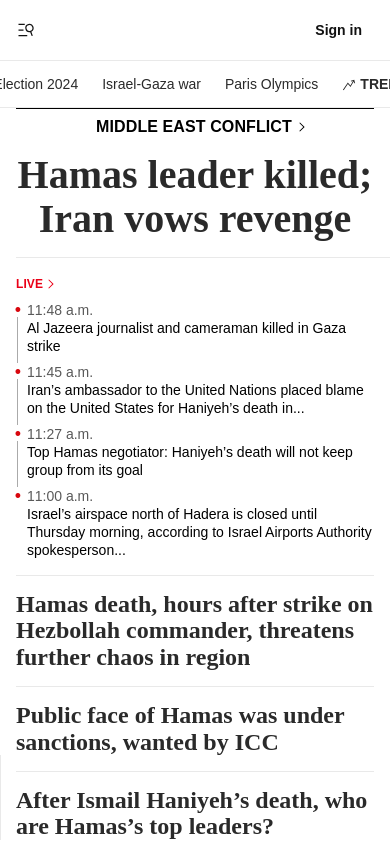 Sign in
Election 2024 Israel-Gaza war Paris Olympics
MIDDLE EAST CONFLICT
Hamas leader killed;
Iran vows revenge
LIVE
11:48 a.m.
Al Jazeera journalist and cameraman killed in Gaza
strike
11:45 a.m.
Iran’s ambassador to the United Nations placed blame
on the United States for Haniyeh’s death in...
11:27 a.m.
Top Hamas negotiator: Haniyeh’s death will not keep
group from its goal
11:00 a.m.
Israel’s airspace north of Hadera is closed until
Thursday morning, according to Israel Airports Authority
spokesperson...
Hamas death, hours after strike on
Hezbollah commander, threatens
further chaos in region
Public face of Hamas was under
sanctions, wanted by ICC
After Ismail Haniyeh’s death, who
are Hamas’s top leaders?